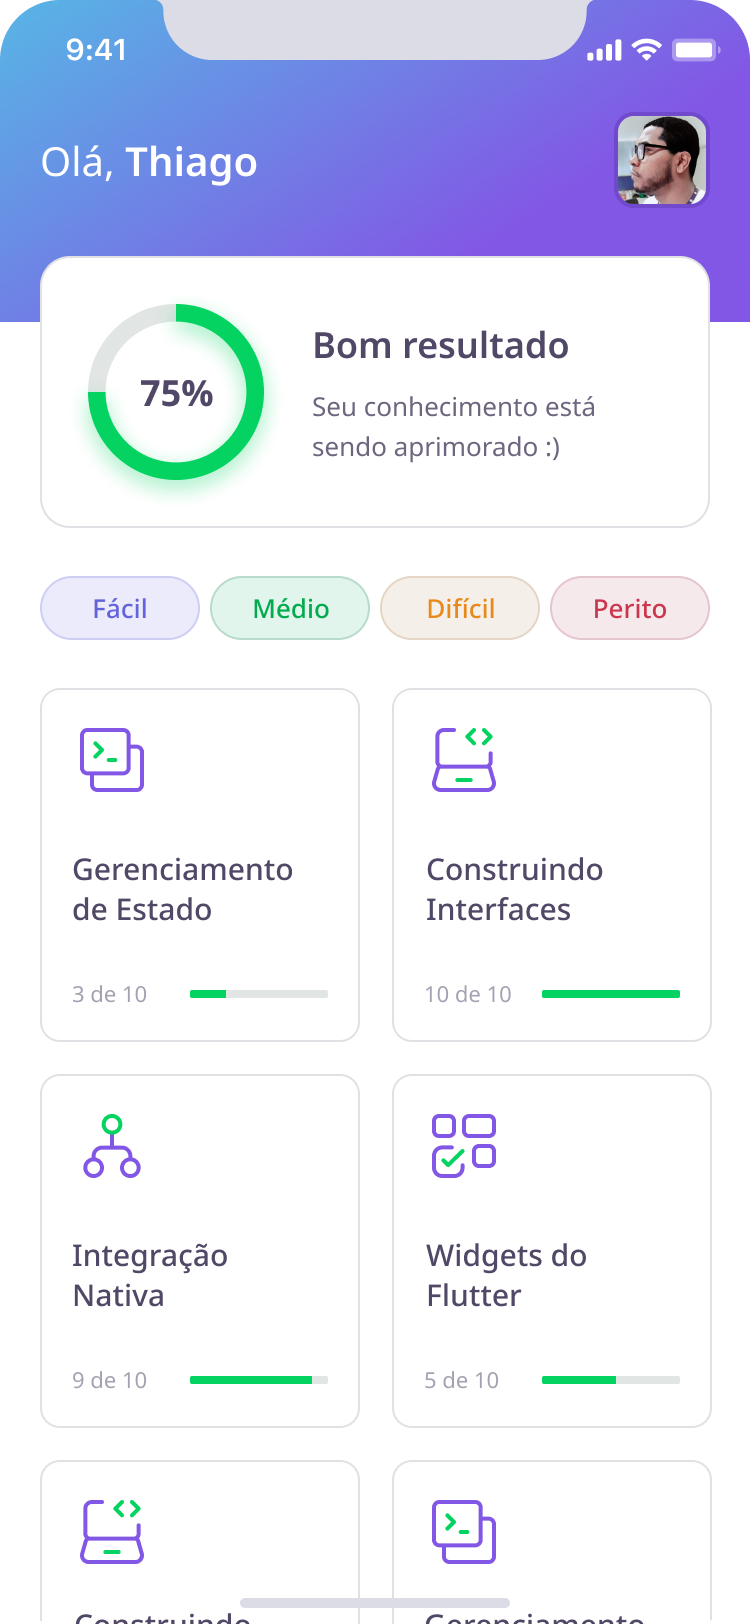 9:41
Olá, Thiago
75%
Bom resultado
Seu conhecimento está
sendo aprimorado :)
Fácil
Médio
Difícil
Perito
Gerenciamento
de Estado
3 de 10
Construindo
Interfaces
10 de 10
Integração
Nativa
9 de 10
Widgets do
Flutter
5 de 10
Construindo
Gerenciamento